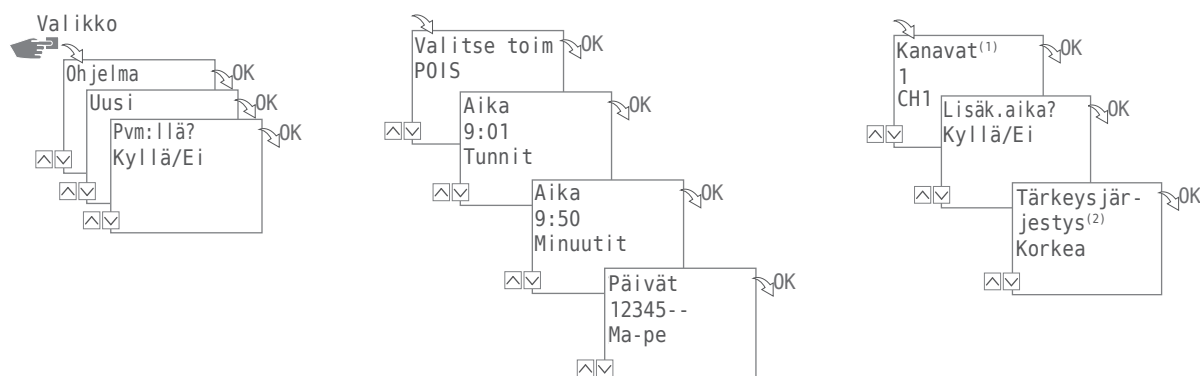 Valikko
Ohjelma
OK
Uusi
OK
Pvm:llä?
OK
Kyllä/Ei
Valitse toim
OK
POIS
Aika
OK
9:01
Tunnit
Aika
OK
9:50
Minuutit
Päivät
OK
12345--
Ma-pe
Kanavat(1)
OK
1
CH1
Lisäk.aika?
OK
Kyllä/Ei
Tärkeysjär-
OK
jestys(2)
Korkea